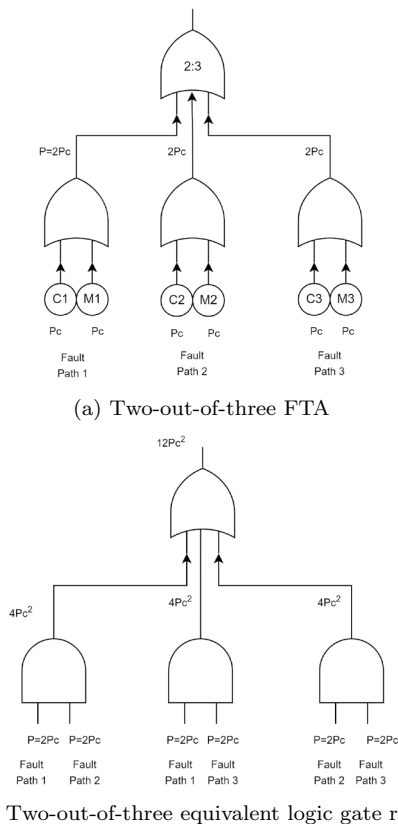 2:3
P=2Pc 2Pc 2Pc
C1 M1 C2 M2 C3 M3
Pc Pc Pc Pc Pc Pc
Fault Fault Fault
Path 1 Path 2 Path 3
(a) Two-out-of-three FTA
12Pc²
4Pc² 4Pc² 4Pc²
P=2Pc P=2Pc P=2Pc P=2Pc P=2Pc P=2Pc
Fault Fault Fault Fault Fault Fault
Path 1 Path 2 Path 1 Path 3 Path 2 Path 3
Two-out-of-three equivalent logic gate r